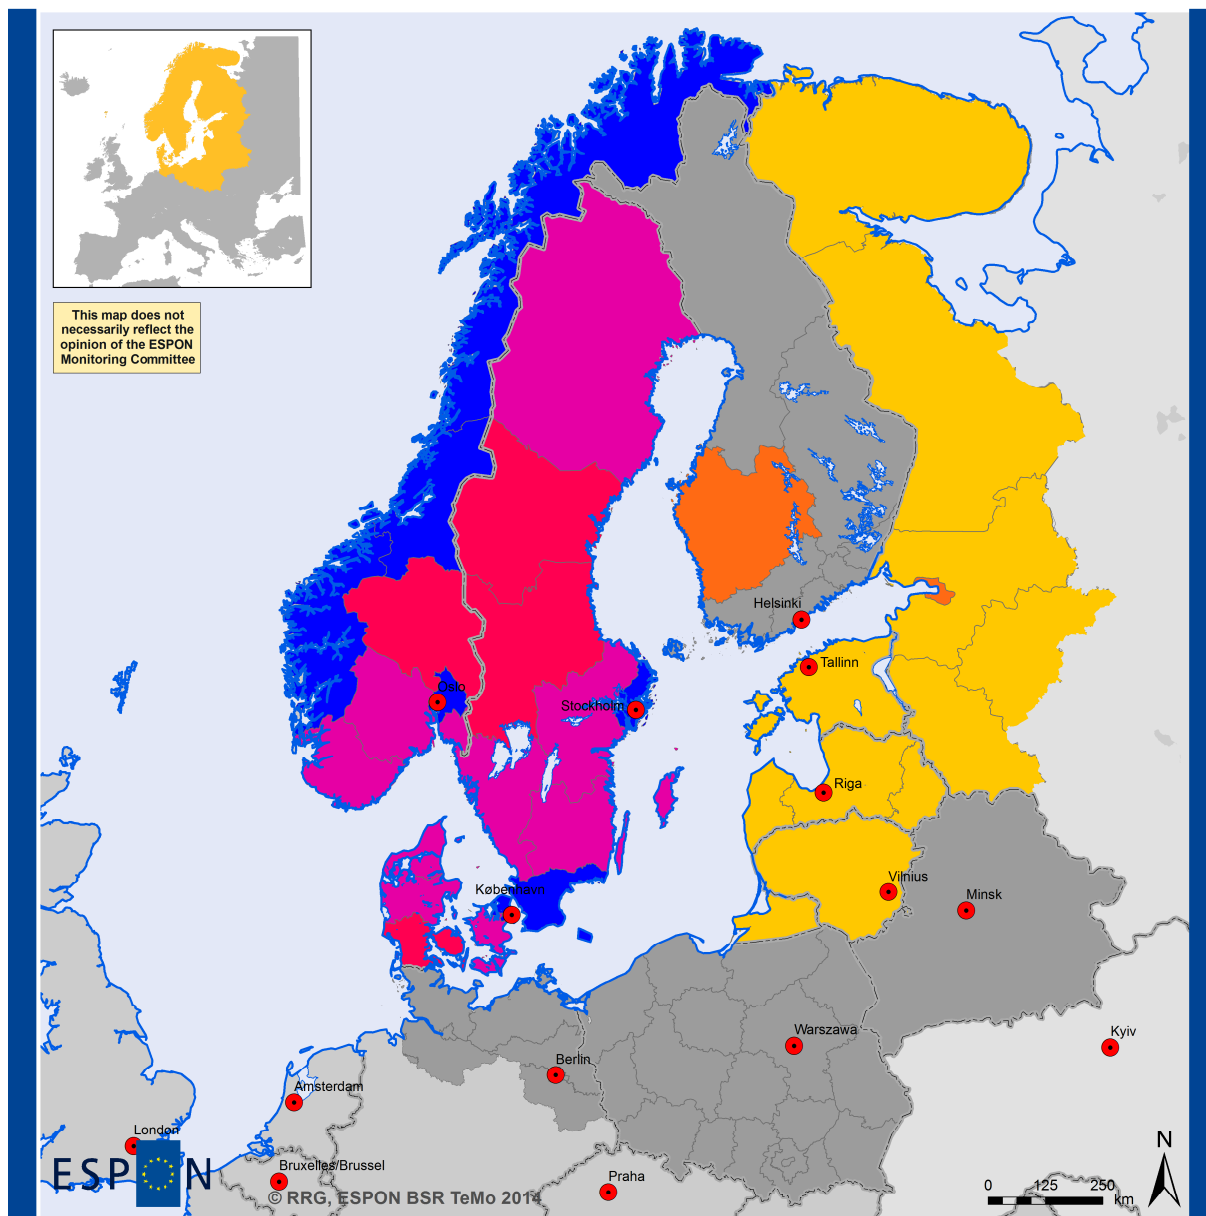 This map does not
necessarily reflect the
opinion of the ESPON
Monitoring Committee
Helsinki
Tallinn
Oslo
Stockholm
Riga
København
Vilnius
Minsk
Warszawa
Kyiv
Berlin
Amsterdam
London
Bruxelles/Brussel
Praha
ESPON
© RRG, ESPON BSR TeMo 2014
N
0 125 250
km